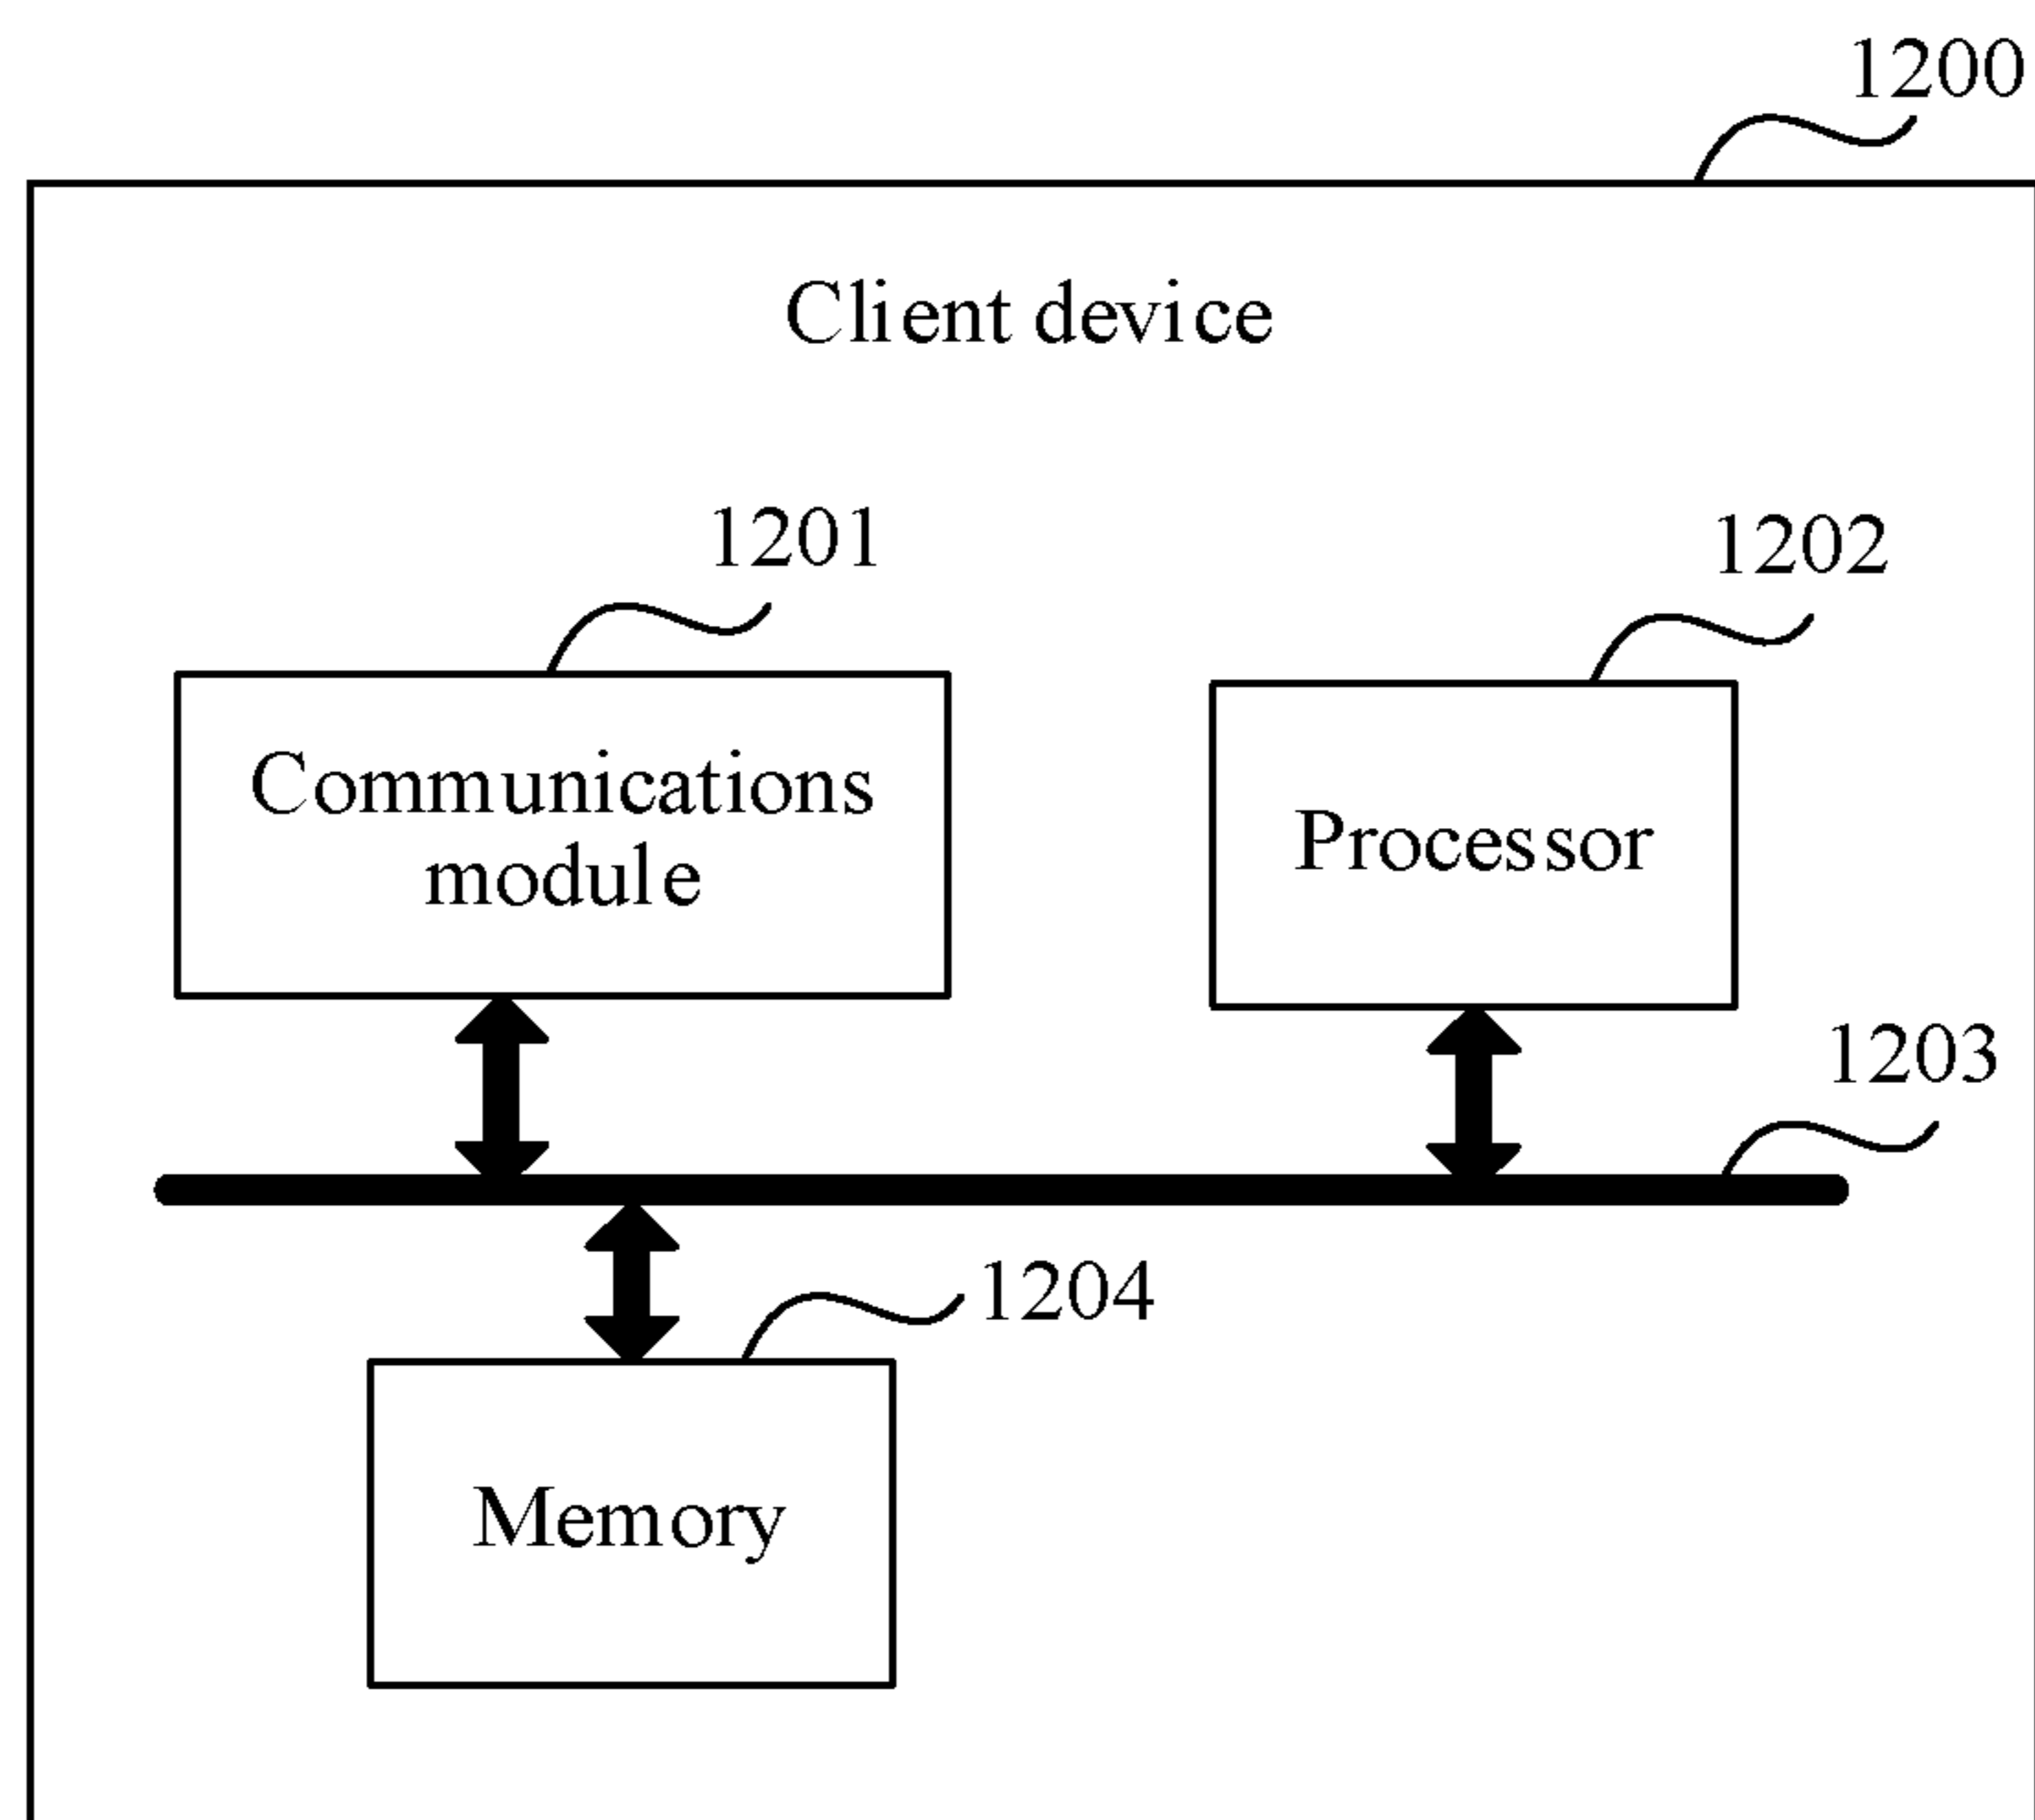 1200
Client device
1201
1202
Communications
module
Processor
1203
1204
Memory